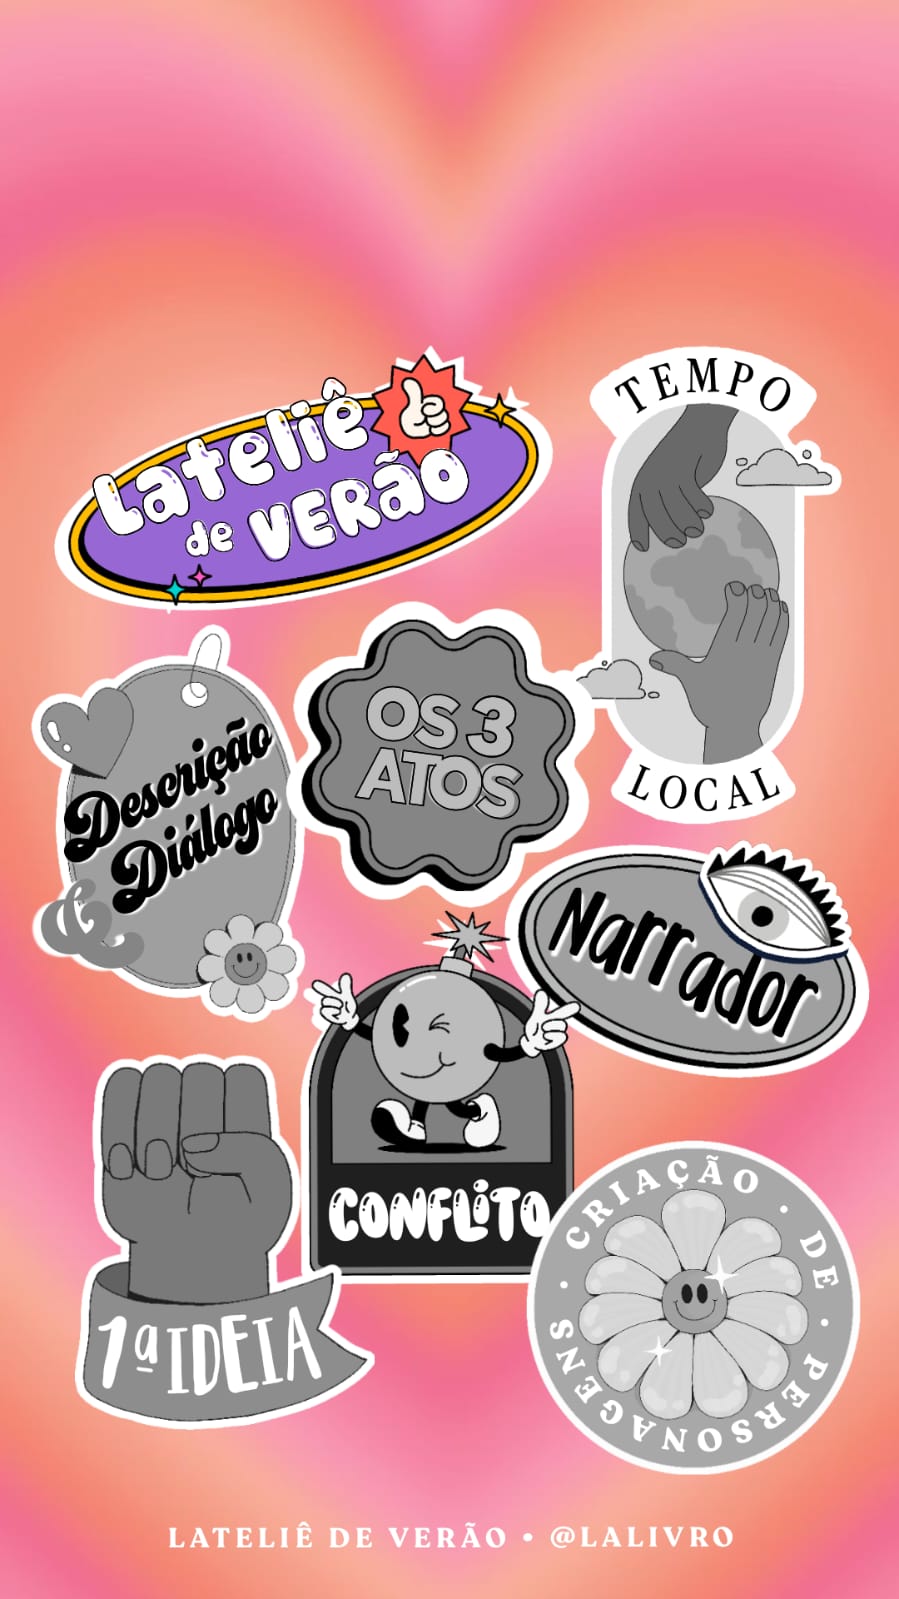 Lateliê
de VERÃO
TEMPO
LOCAL
OS 3
ATOS
Descrição
& Diálogo
Narrador
CONFLITO
1ª IDEIA
CRIAÇÃO · DE · PERSONAGENS ·
LATELIÊ DE VERÃO • @LALIVRO